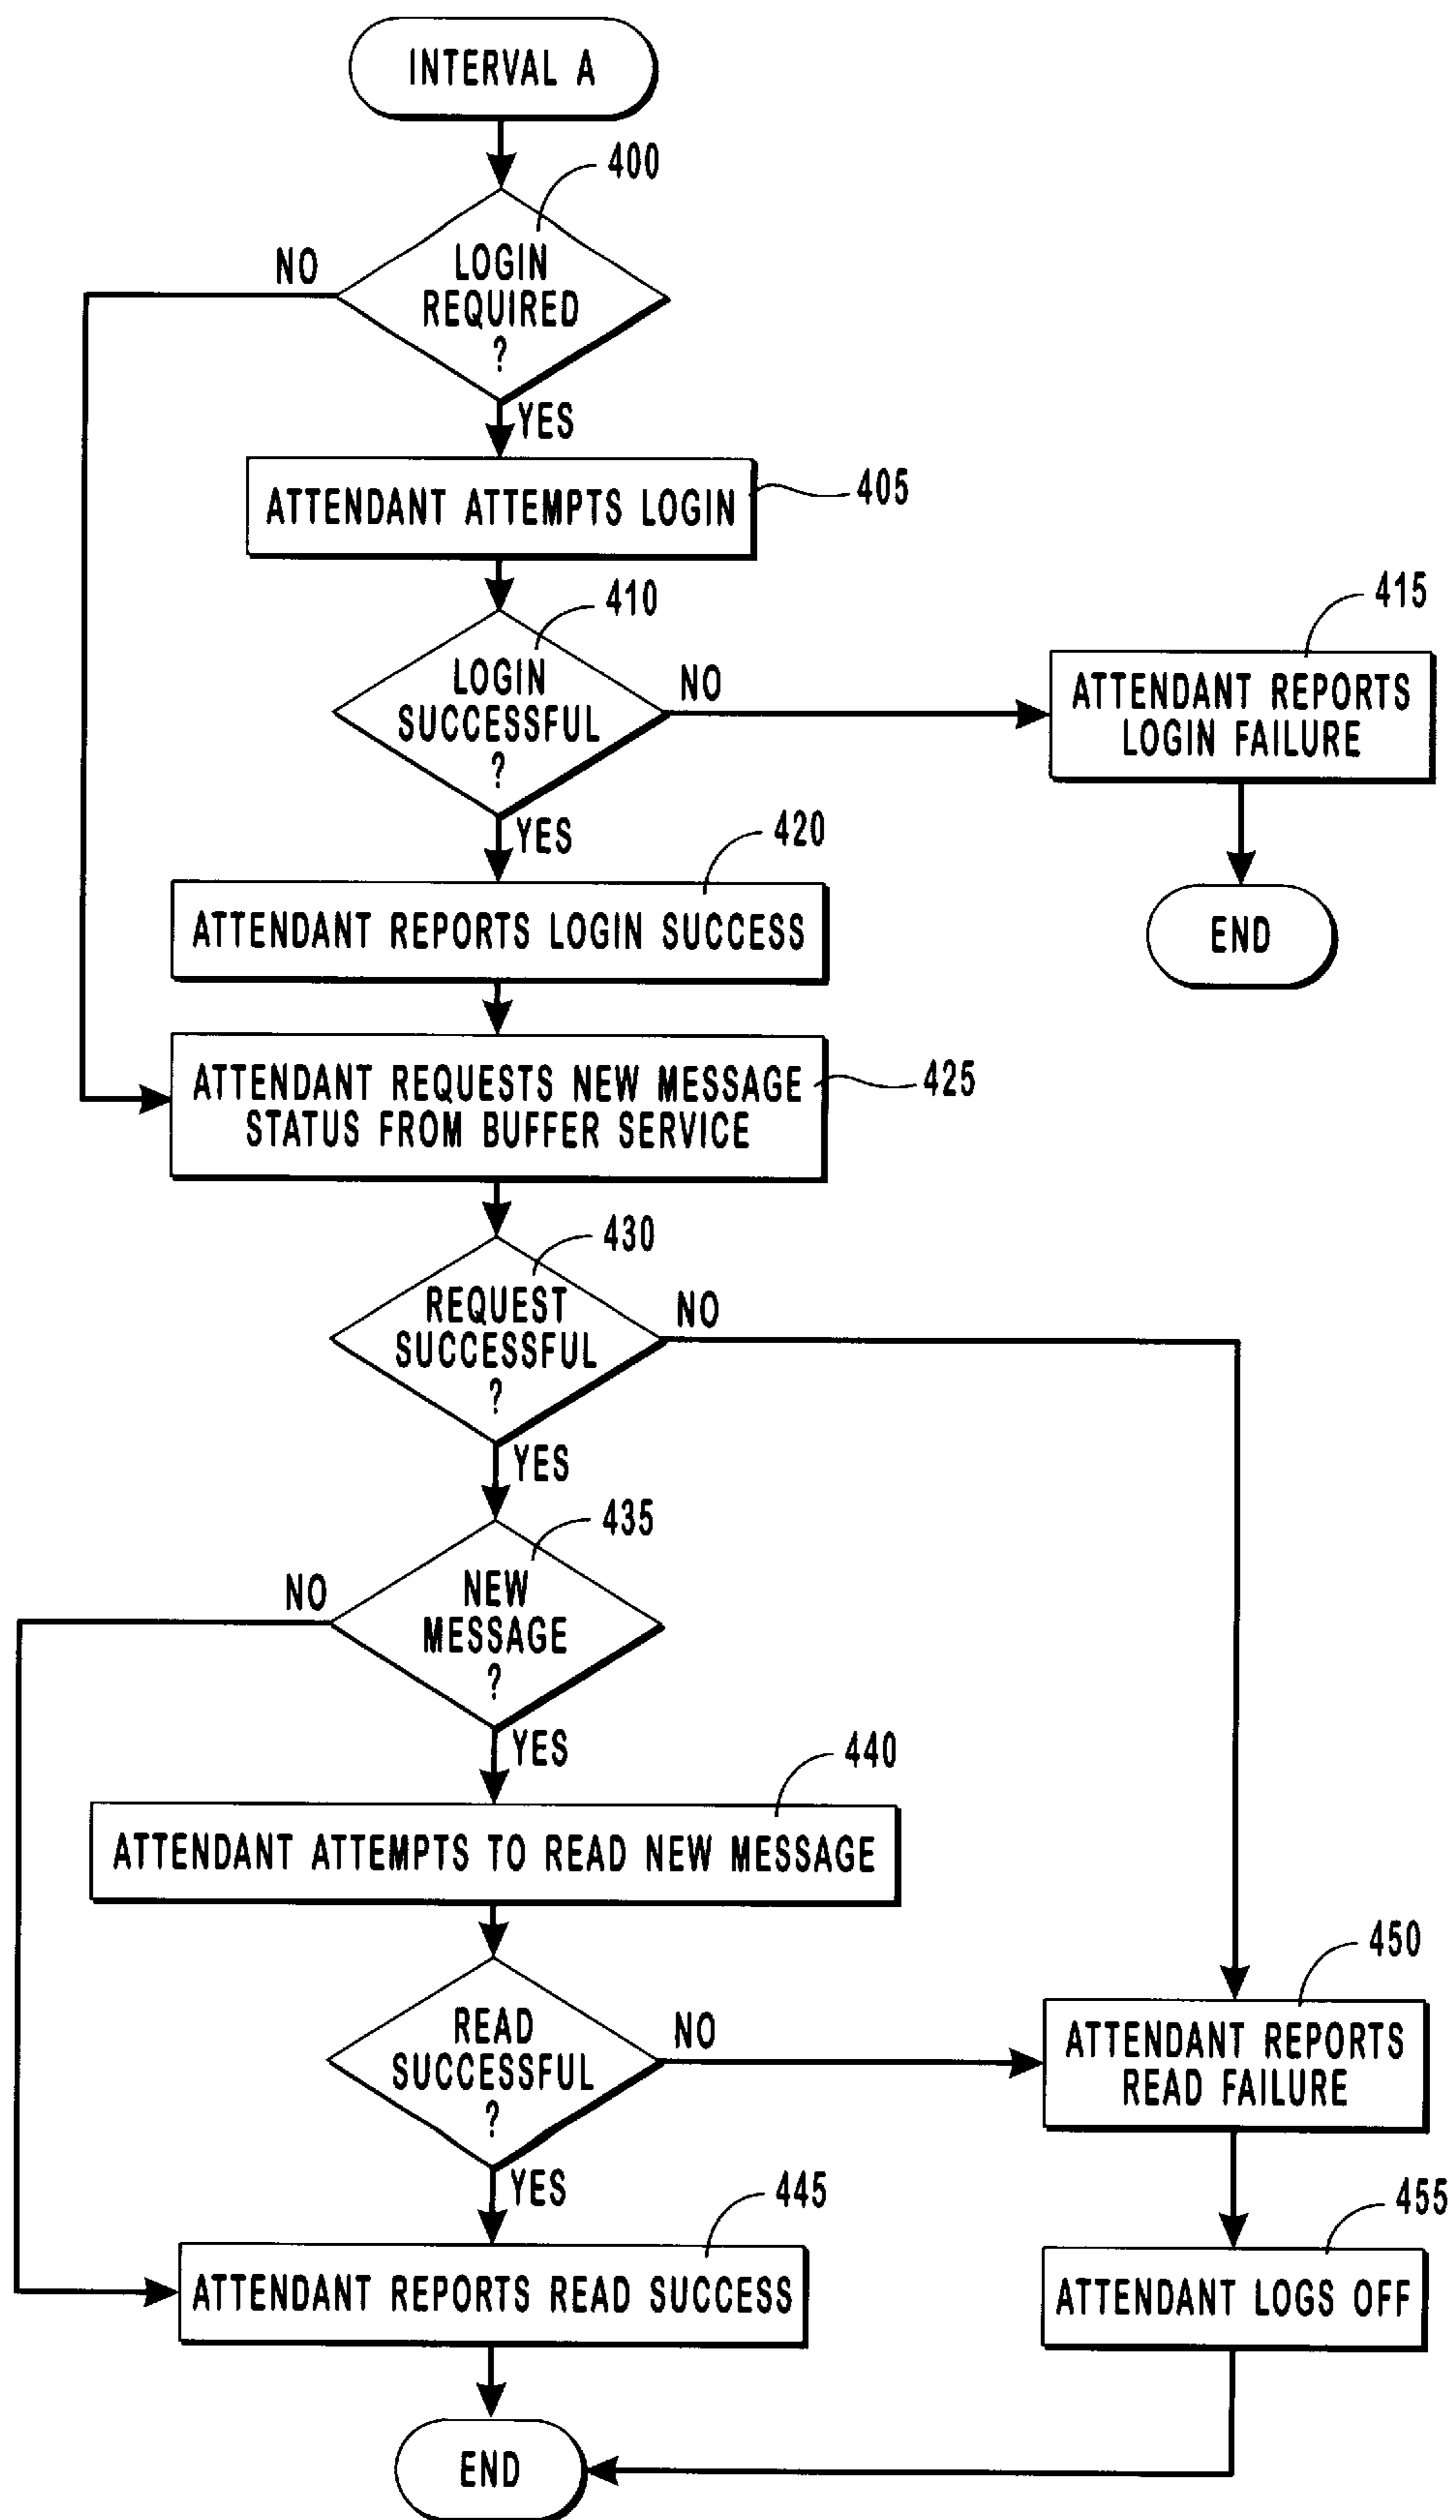 INTERVAL A
400
LOGIN
REQUIRED
?
NO
YES
ATTENDANT ATTEMPTS LOGIN
405
410
LOGIN
SUCCESSFUL
?
NO
YES
415
ATTENDANT REPORTS
LOGIN FAILURE
END
420
ATTENDANT REPORTS LOGIN SUCCESS
ATTENDANT REQUESTS NEW MESSAGE
STATUS FROM BUFFER SERVICE
425
430
REQUEST
SUCCESSFUL
?
NO
YES
435
NEW
MESSAGE
?
NO
YES
440
ATTENDANT ATTEMPTS TO READ NEW MESSAGE
READ
SUCCESSFUL
?
NO
YES
450
ATTENDANT REPORTS
READ FAILURE
445
ATTENDANT REPORTS READ SUCCESS
455
ATTENDANT LOGS OFF
END